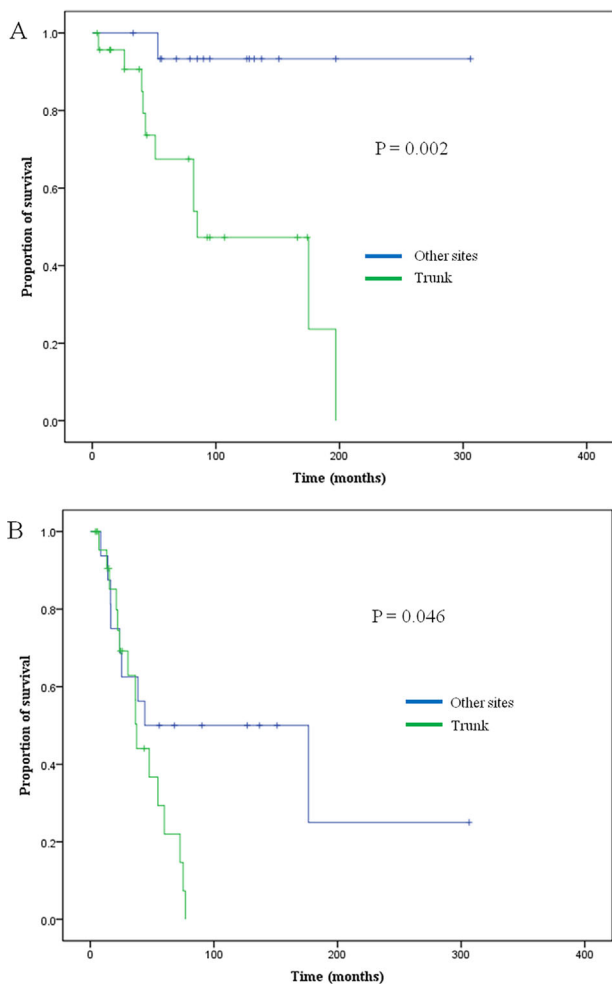 A
1.0
0.8
0.6
0.4
0.2
0.0
Proportion of survival
P = 0.002
Other sites
Trunk
0 100 200 300 400
Time (months)
B
1.0
0.8
0.6
0.4
0.2
0.0
Proportion of survival
P = 0.046
Other sites
Trunk
0 100 200 300 400
Time (months)